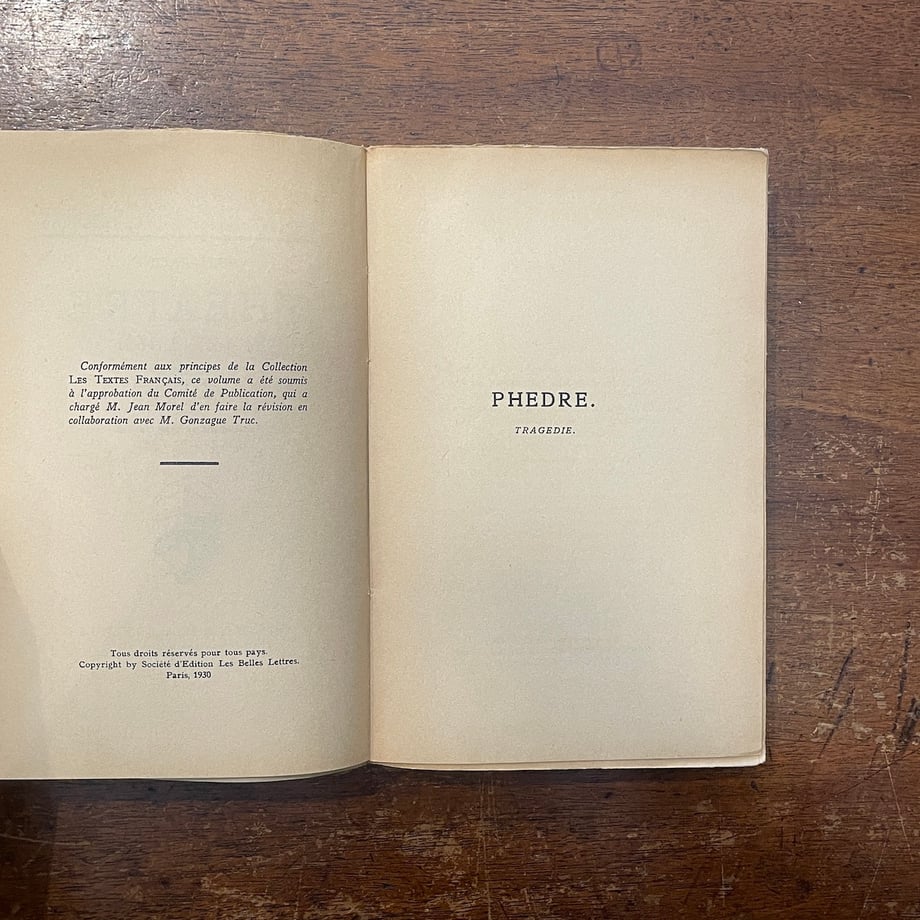 Conformément aux principes de la Collection
LES TEXTES FRANÇAIS, ce volume a été soumis
à l'approbation du Comité de Publication, qui a
chargé M. Jean Morel d'en faire la révision en
collaboration avec M. Gonzague Truc.
Tous droits réservés pour tous pays.
Copyright by Société d'Edition Les Belles Lettres.
Paris, 1930
PHEDRE.
TRAGEDIE.